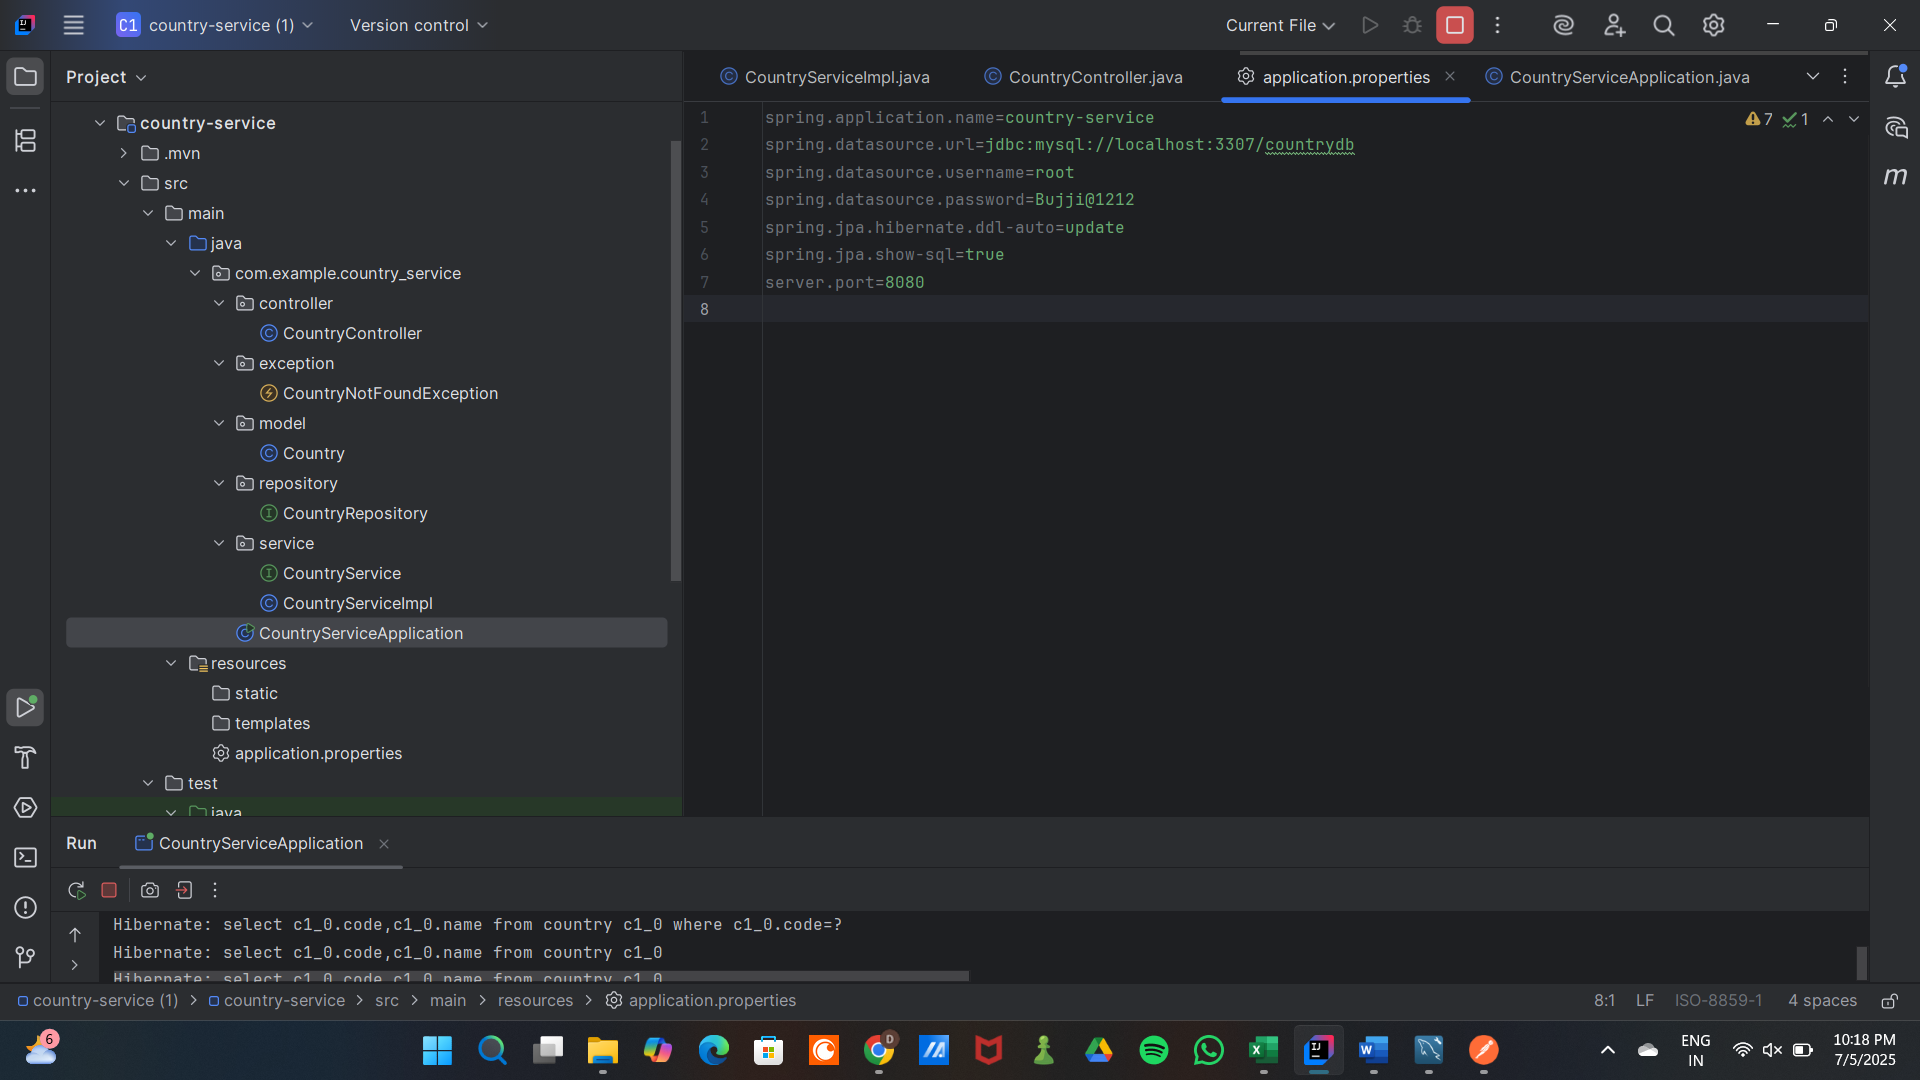 C1 country-service (1) Version control Current File
Project
CountryServiceImpl.java CountryController.java application.properties CountryServiceApplication.java
country-service
.mvn
src
main
java
com.example.country_service
controller
CountryController
exception
CountryNotFoundException
model
Country
repository
CountryRepository
service
CountryService
CountryServiceImpl
CountryServiceApplication
resources
static
templates
application.properties
test
java
1 spring.application.name=country-service
2 spring.datasource.url=jdbc:mysql://localhost:3307/countrydb
3 spring.datasource.username=root
4 spring.datasource.password=Bujji@1212
5 spring.jpa.hibernate.ddl-auto=update
6 spring.jpa.show-sql=true
7 server.port=8080
8
7 1
Run CountryServiceApplication
Hibernate: select c1_0.code,c1_0.name from country c1_0 where c1_0.code=?
Hibernate: select c1_0.code,c1_0.name from country c1_0
Hibernate: select c1_0.code,c1_0.name from country c1_0
country-service (1) > country-service > src > main > resources > application.properties
8:1 LF ISO-8859-1 4 spaces
6
D
ENG
IN
10:18 PM
7/5/2025